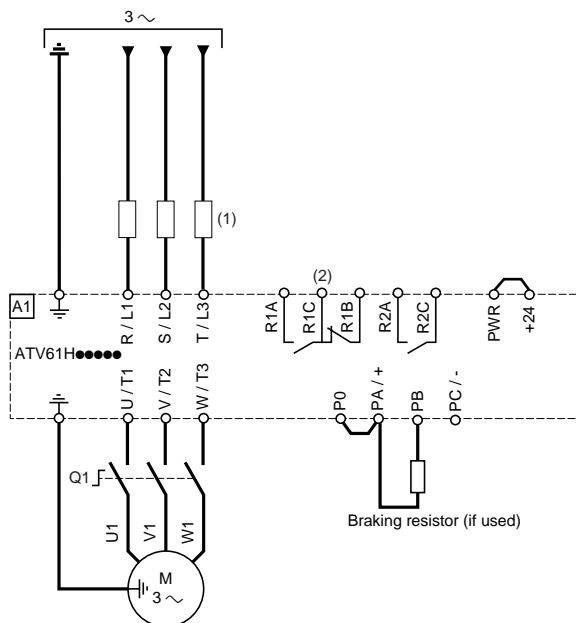 3 ∼
(1)
(2)
A1
R / L1
S / L2
T / L3
R1A
R1C
R1B
R2A
R2C
PWR
+24
ATV61H●●●●●
U / T1
V / T2
W / T3
P0
PA / +
PB
PC / -
Q1
U1
V1
W1
Braking resistor (if used)
M
3 ∼